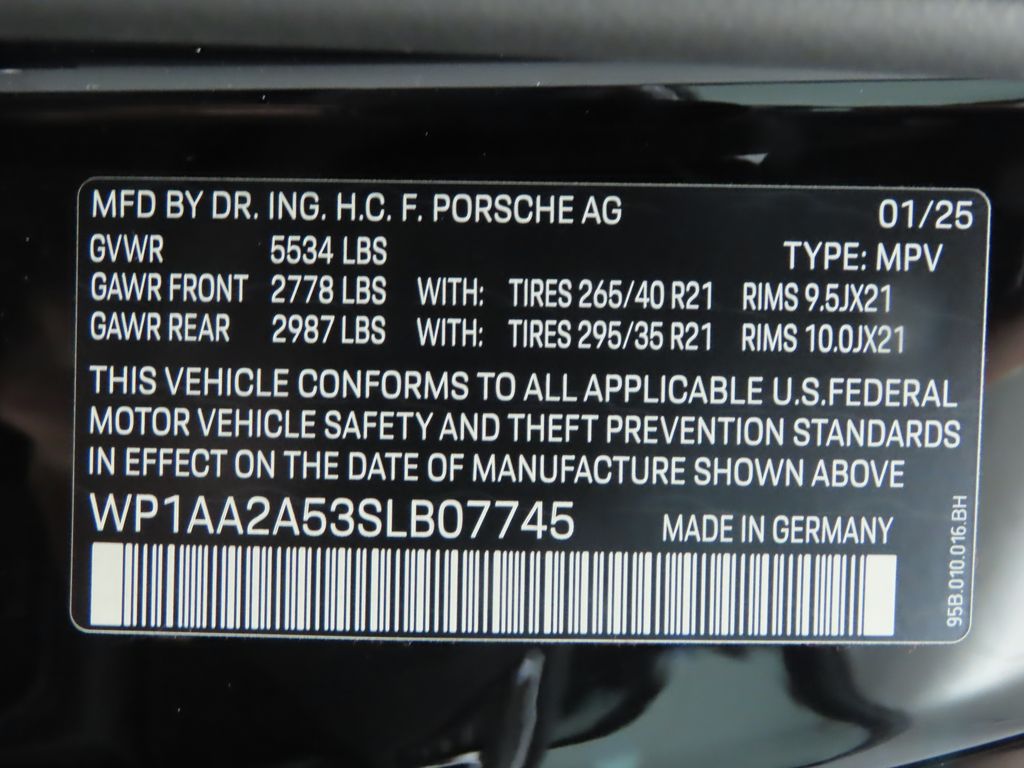 MFD BY DR. ING. H.C. F. PORSCHE AG 01/25
GVWR 5534 LBS TYPE: MPV
GAWR FRONT 2778 LBS WITH: TIRES 265/40 R21 RIMS 9.5JX21
GAWR REAR 2987 LBS WITH: TIRES 295/35 R21 RIMS 10.0JX21
THIS VEHICLE CONFORMS TO ALL APPLICABLE U.S.FEDERAL
MOTOR VEHICLE SAFETY AND THEFT PREVENTION STANDARDS
IN EFFECT ON THE DATE OF MANUFACTURE SHOWN ABOVE
WP1AA2A53SLB07745 MADE IN GERMANY
95B.010.016.BH